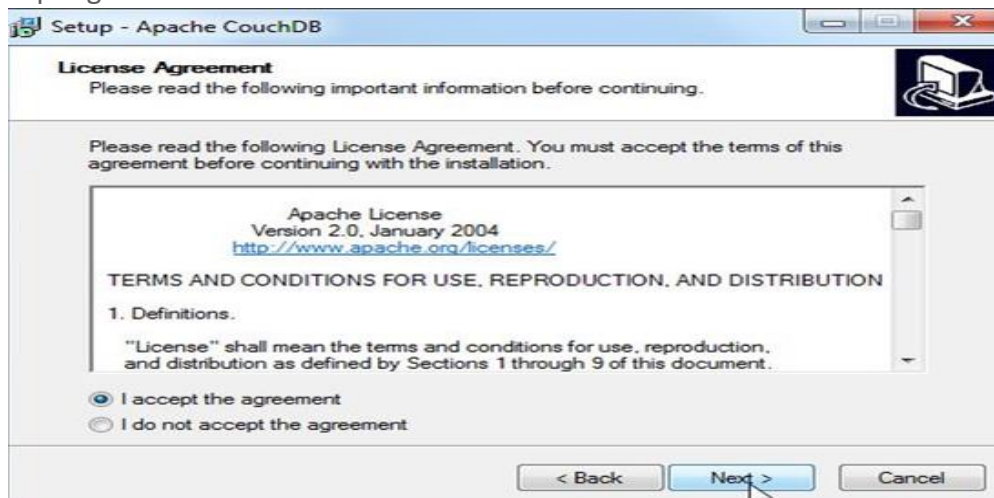 Setup - Apache CouchDB
License Agreement
Please read the following important information before continuing.
Please read the following License Agreement. You must accept the terms of this
agreement before continuing with the installation.
Apache License
Version 2.0, January 2004
http://www.apache.org/licenses/
TERMS AND CONDITIONS FOR USE, REPRODUCTION, AND DISTRIBUTION
1. Definitions.
"License" shall mean the terms and conditions for use, reproduction,
and distribution as defined by Sections 1 through 9 of this document.
I accept the agreement
I do not accept the agreement
< Back Next > Cancel